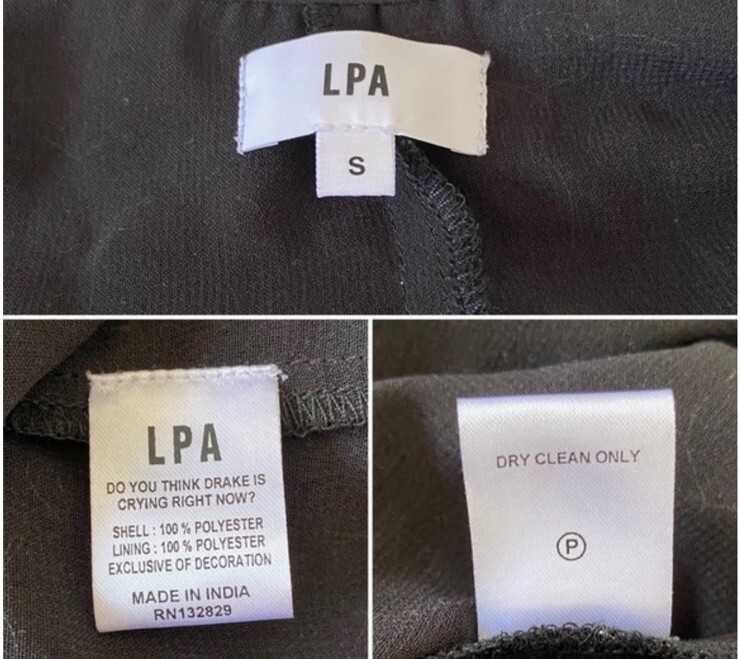 LPA
S
LPA
DO YOU THINK DRAKE IS
CRYING RIGHT NOW?
SHELL : 100 % POLYESTER
LINING : 100 % POLYESTER
EXCLUSIVE OF DECORATION
MADE IN INDIA
RN132829
DRY CLEAN ONLY
P